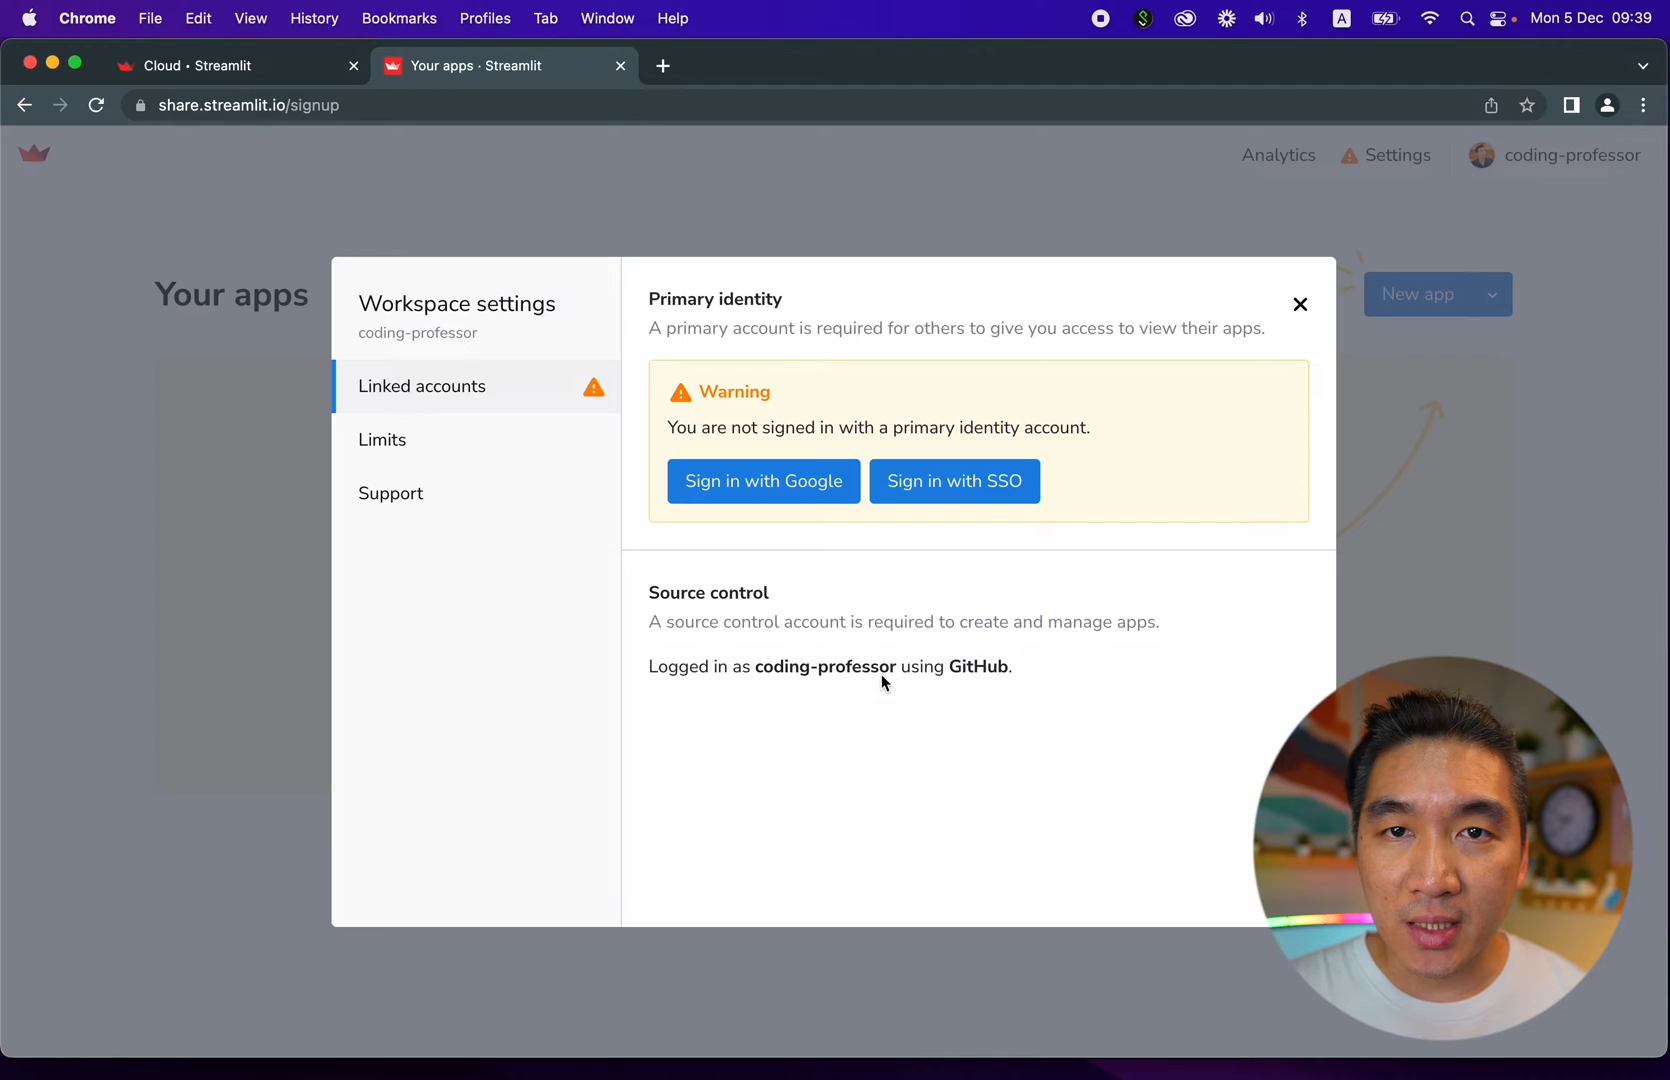 Chrome File Edit View History Bookmarks Profiles Tab Window Help A Mon 5 Dec 09:39
Cloud • Streamlit Your apps · Streamlit
share.streamlit.io/signup
Analytics Settings coding-professor
Your apps
New app
Workspace settings
coding-professor
Linked accounts
Limits
Support
Primary identity
A primary account is required for others to give you access to view their apps.
Warning
You are not signed in with a primary identity account.
Sign in with Google Sign in with SSO
Source control
A source control account is required to create and manage apps.
Logged in as coding-professor using GitHub.